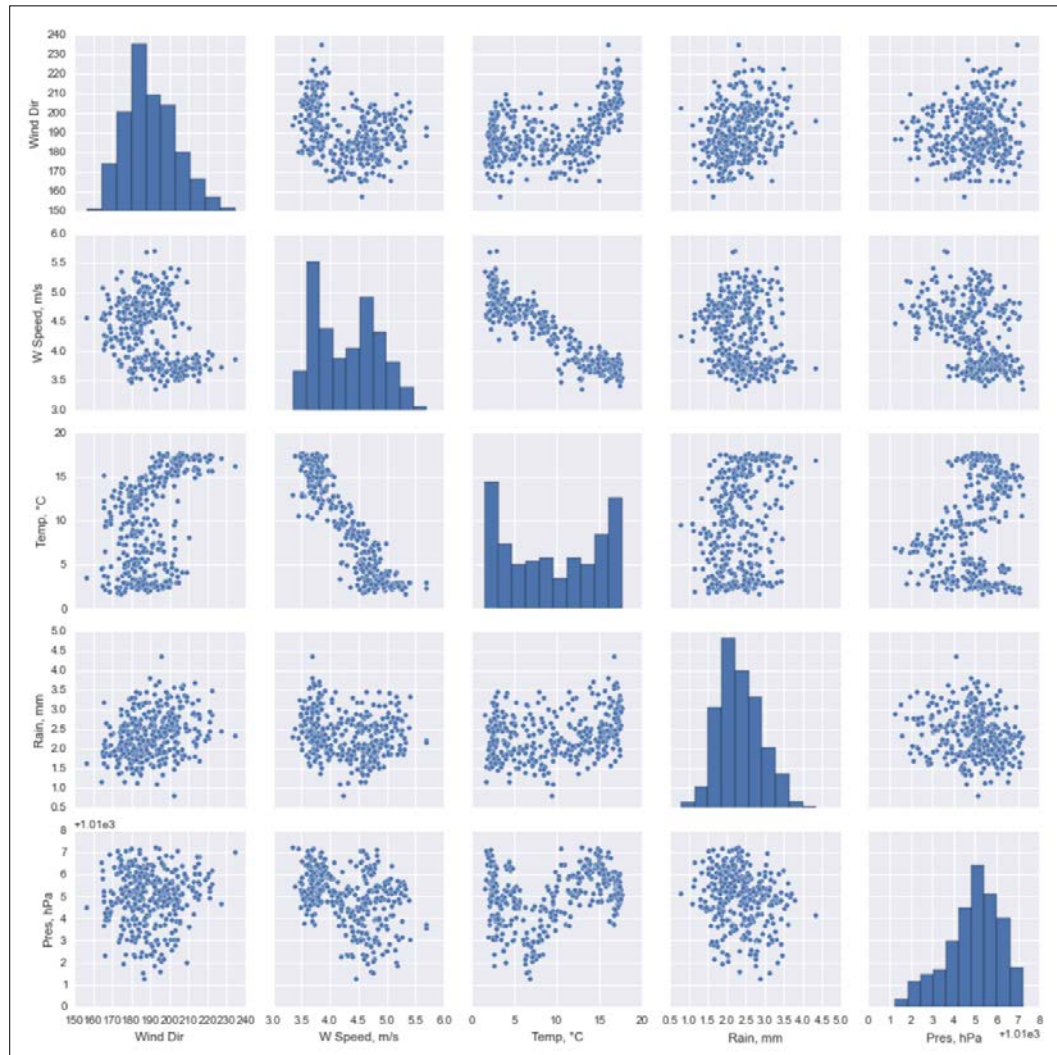 240
230
220
210
200
190
180
170
160
150
Wind Dir
6.0
5.5
5.0
4.5
4.0
3.5
3.0
W Speed, m/s
20
15
10
5
0
Temp, °C
5.0
4.5
4.0
3.5
3.0
2.5
2.0
1.5
1.0
0.5
Rain, mm
+1.01e3
8
7
6
5
4
3
2
1
0
Pres, hPa
150 160 170 180 190 200 210 220 230 240
Wind Dir
3.0 3.5 4.0 4.5 5.0 5.5 6.0
W Speed, m/s
0 5 10 15 20
Temp, °C
0.5 1.0 1.5 2.0 2.5 3.0 3.5 4.0 4.5 5.0
Rain, mm
0 1 2 3 4 5 6 7 8
+1.01e3
Pres, hPa